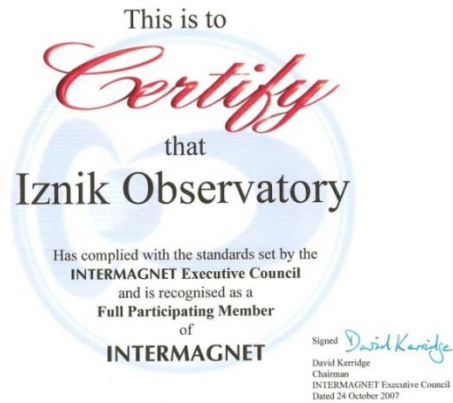 This is to
Certify
that
Iznik Observatory
Has complied with the standards set by the
INTERMAGNET Executive Council
and is recognised as a
Full Participating Member
of
INTERMAGNET
Signed David Kerridge
David Kerridge
Chairman
INTERMAGNET Executive Council
Dated 24 October 2007